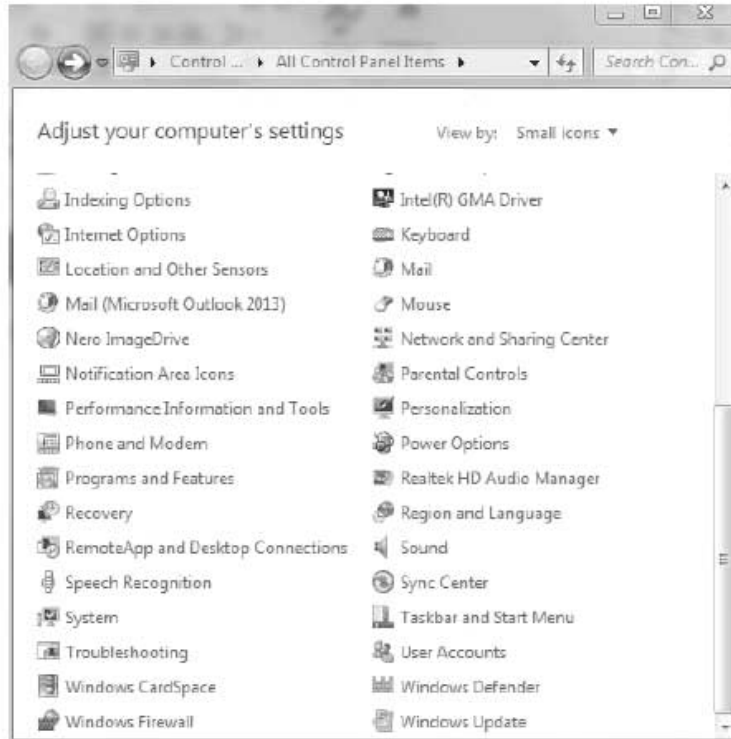 Control ... All Control Panel Items Search Con...
Adjust your computer's settings View by: Small icons
Indexing Options Intel(R) GMA Driver
Internet Options Keyboard
Location and Other Sensors Mail
Mail (Microsoft Outlook 2013) Mouse
Nero ImageDrive Network and Sharing Center
Notification Area Icons Parental Controls
Performance Information and Tools Personalization
Phone and Modem Power Options
Programs and Features Realtek HD Audio Manager
Recovery Region and Language
RemoteApp and Desktop Connections Sound
Speech Recognition Sync Center
System Taskbar and Start Menu
Troubleshooting User Accounts
Windows CardSpace Windows Defender
Windows Firewall Windows Update